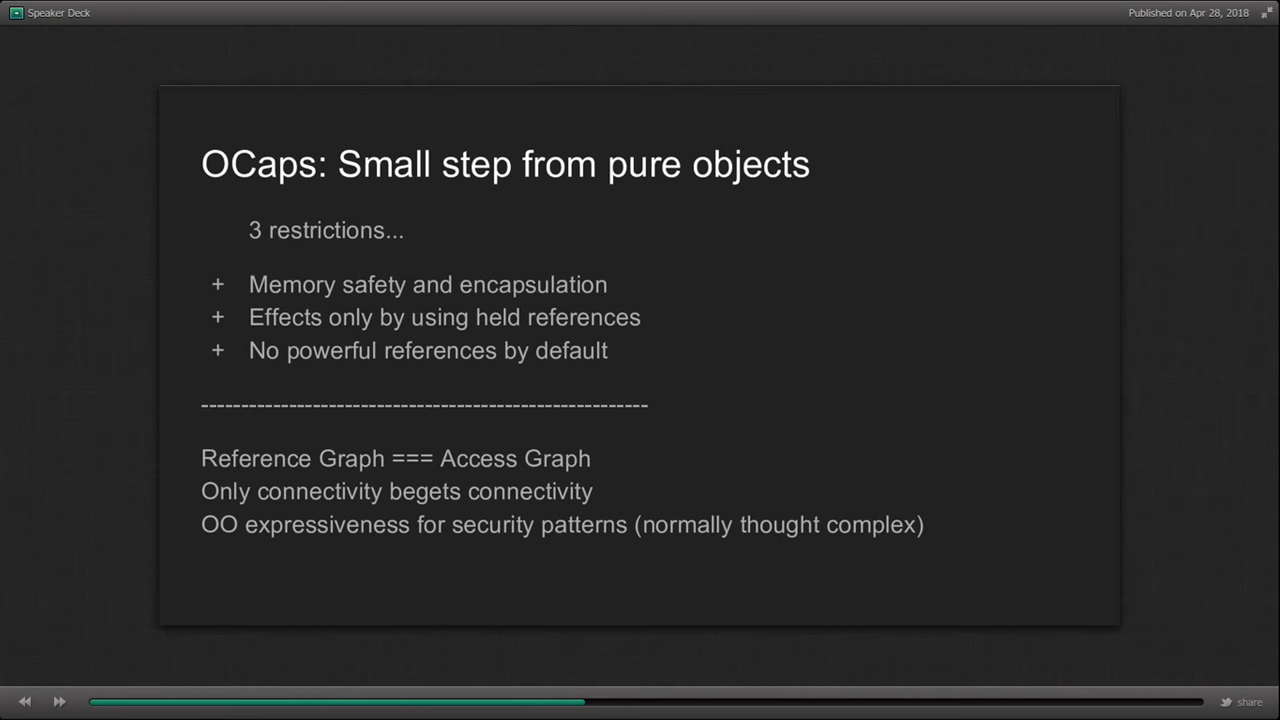 Speaker Deck
Published on Apr 28, 2018
OCaps: Small step from pure objects
3 restrictions...
+ Memory safety and encapsulation
+ Effects only by using held references
+ No powerful references by default
--------------------------------------------------------
Reference Graph === Access Graph
Only connectivity begets connectivity
OO expressiveness for security patterns (normally thought complex)
share